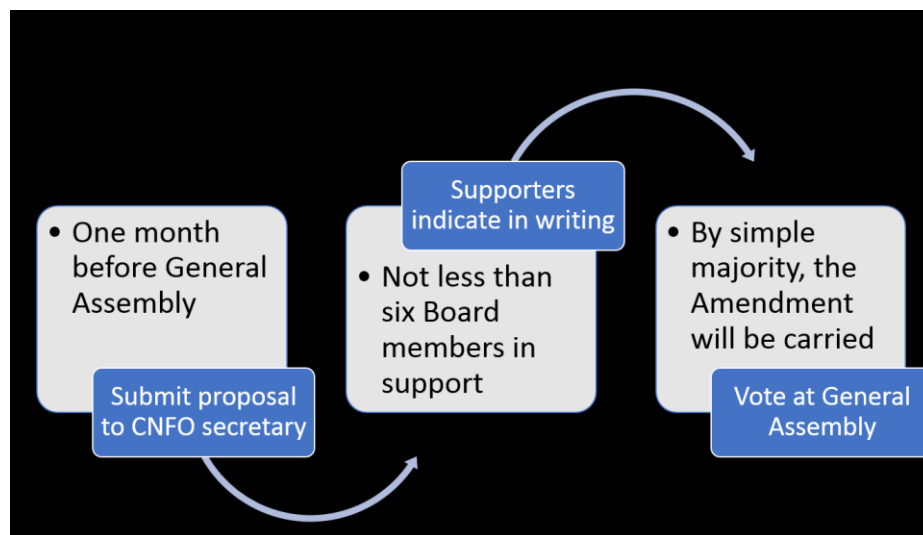 • One month
before General
Assembly
Submit proposal
to CNFO secretary
Supporters
indicate in writing
• Not less than
six Board
members in
support
• By simple
majority, the
Amendment
will be carried
Vote at General
Assembly